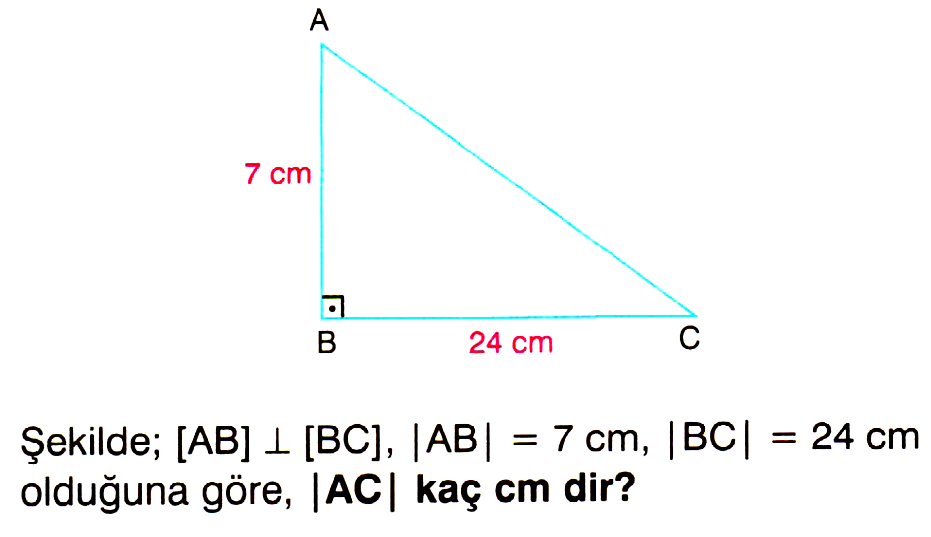 A
7 cm
B
24 cm
C
Şekilde; [AB] ⊥ [BC], |AB| = 7 cm, |BC| = 24 cm
olduğuna göre, |AC| kaç cm dir?